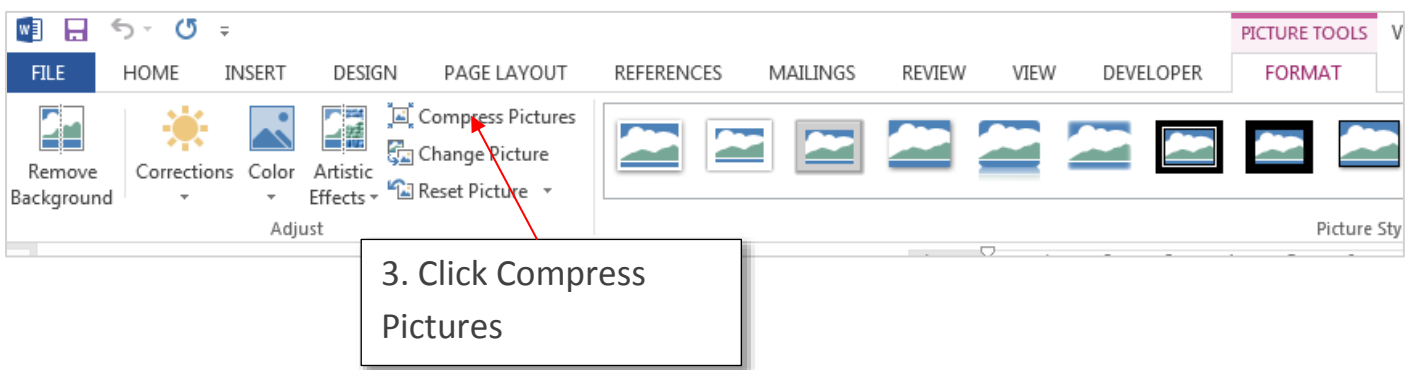 PICTURE TOOLS V
FILE HOME INSERT DESIGN PAGE LAYOUT REFERENCES MAILINGS REVIEW VIEW DEVELOPER FORMAT
Compress Pictures
Change Picture
Reset Picture
Remove
Background
Corrections
Color
Artistic
Effects
Adjust
Picture Sty
3. Click Compress
Pictures